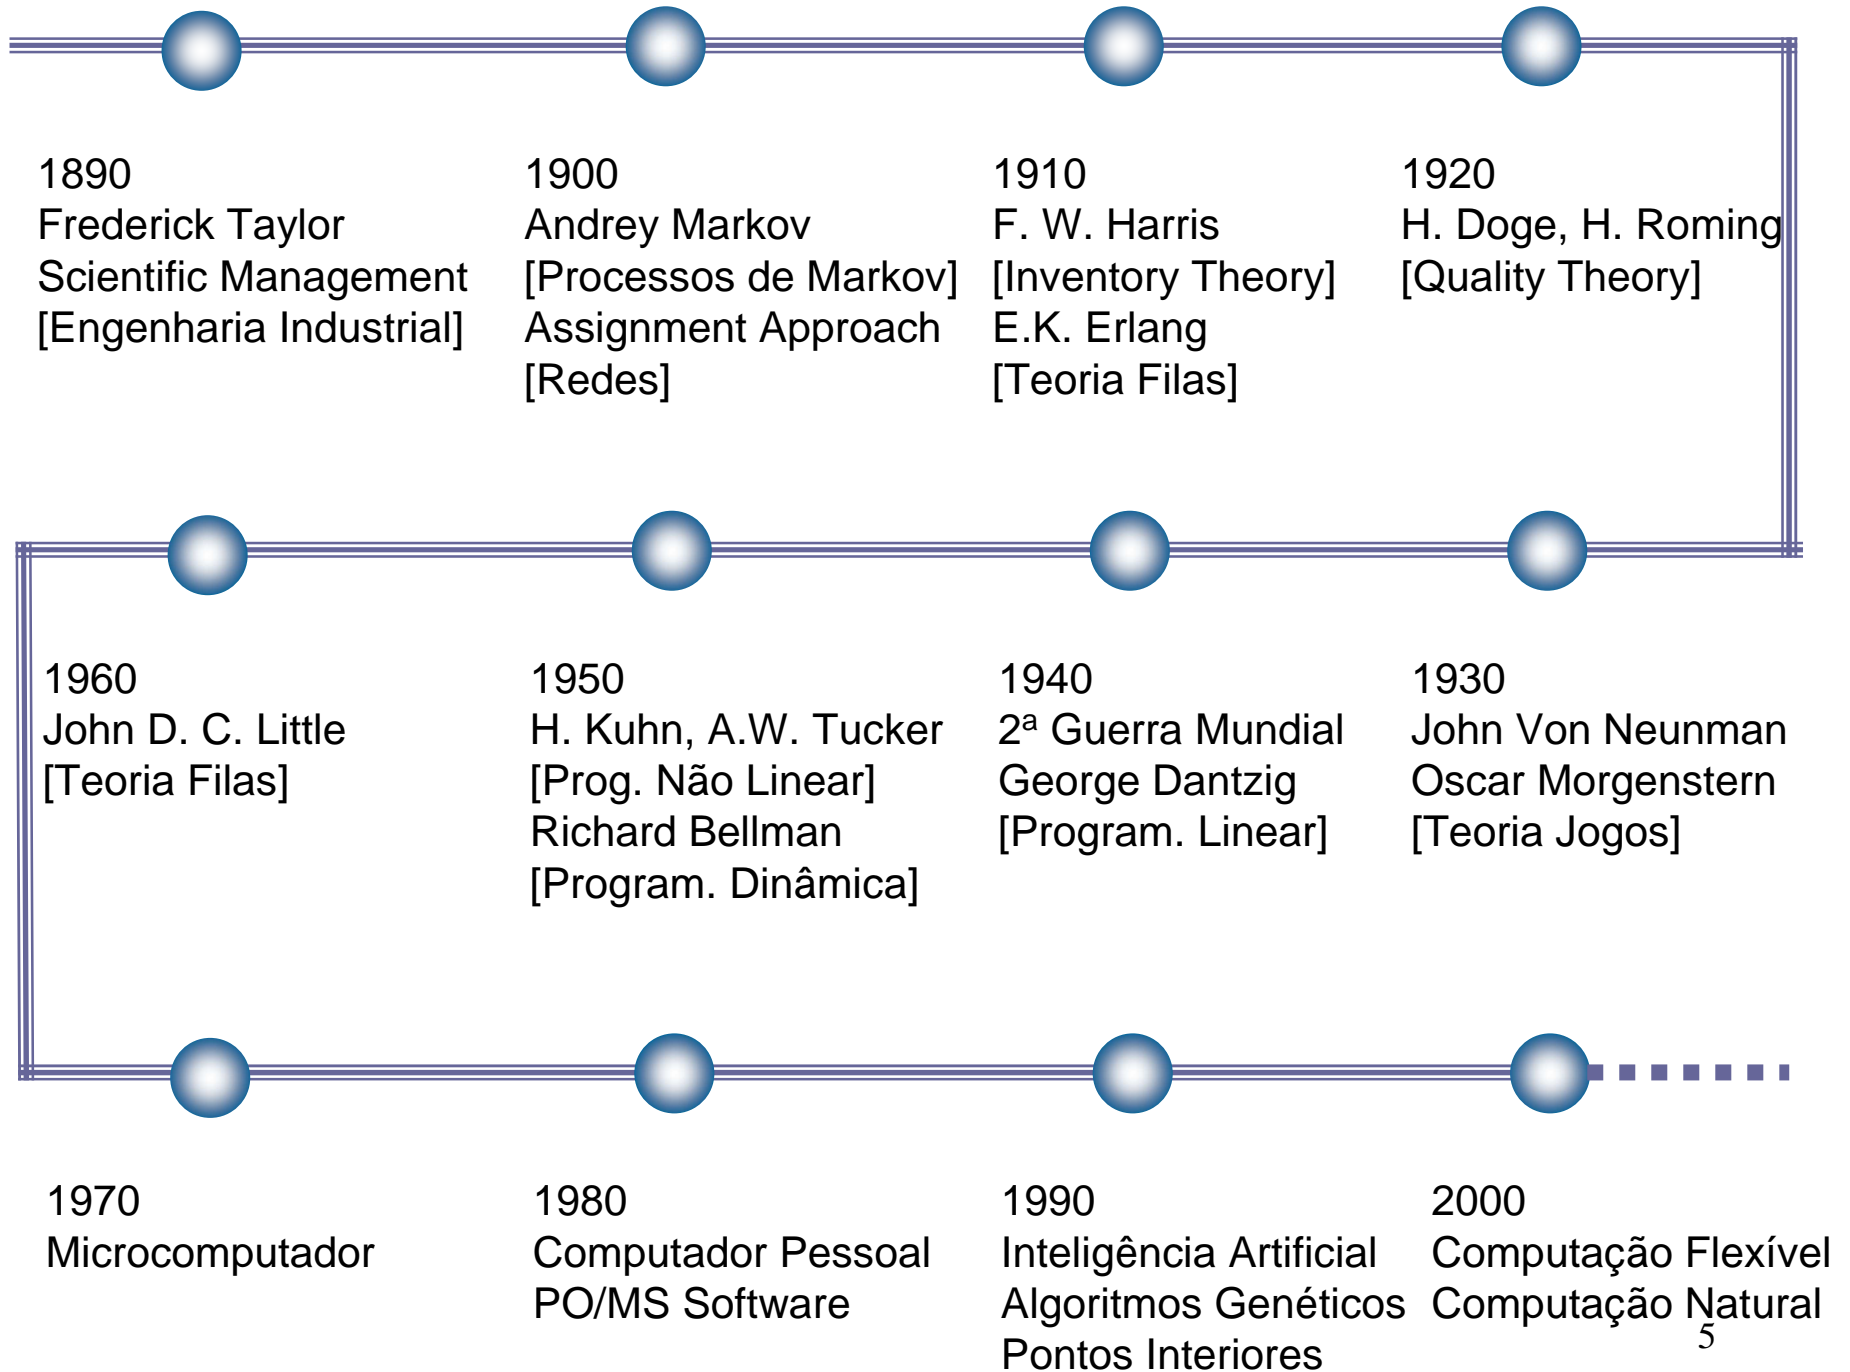 1890
Frederick Taylor
Scientific Management
[Engenharia Industrial]
1900
Andrey Markov
[Processos de Markov]
Assignment Approach
[Redes]
1910
F. W. Harris
[Inventory Theory]
E.K. Erlang
[Teoria Filas]
1920
H. Doge, H. Roming
[Quality Theory]
1960
John D. C. Little
[Teoria Filas]
1950
H. Kuhn, A.W. Tucker
[Prog. Não Linear]
Richard Bellman
[Program. Dinâmica]
1940
2ª Guerra Mundial
George Dantzig
[Program. Linear]
1930
John Von Neunman
Oscar Morgenstern
[Teoria Jogos]
1970
Microcomputador
1980
Computador Pessoal
PO/MS Software
1990
Inteligência Artificial
Algoritmos Genéticos
Pontos Interiores
2000
Computação Flexível
Computação Natural
5